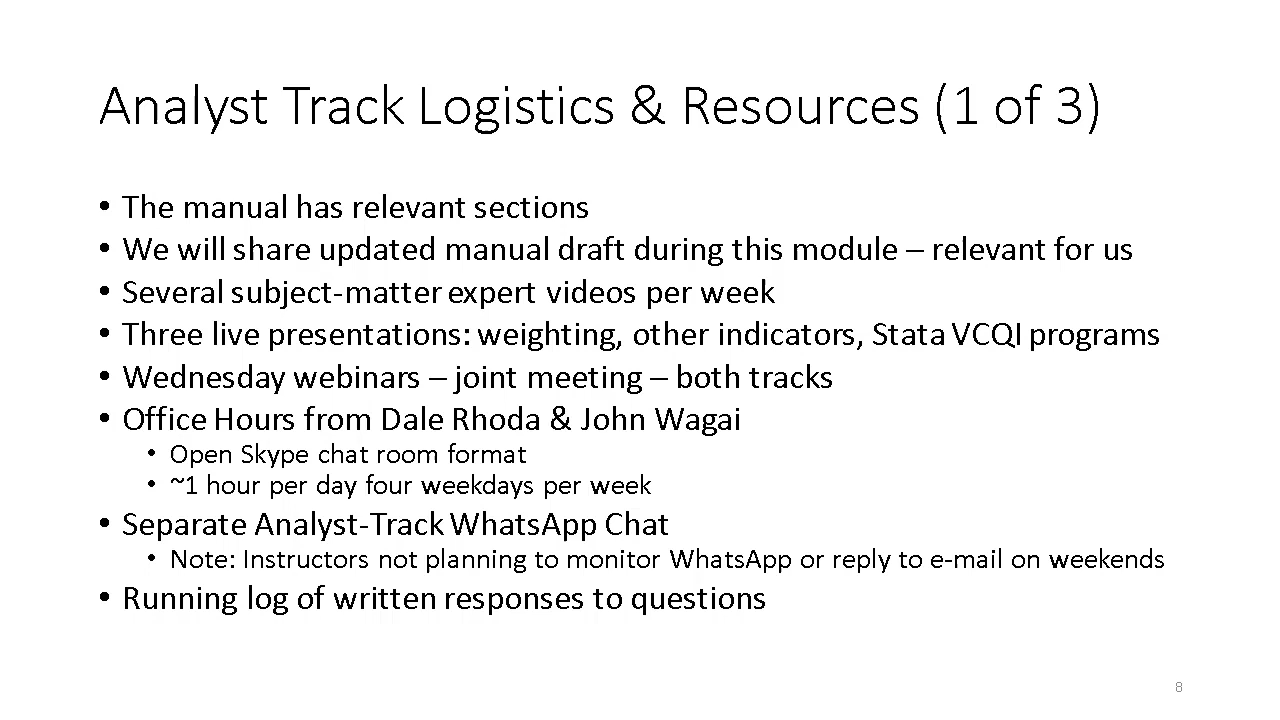 Analyst Track Logistics & Resources (1 of 3)
• The manual has relevant sections
• We will share updated manual draft during this module – relevant for us
• Several subject-matter expert videos per week
• Three live presentations: weighting, other indicators, Stata VCQI programs
• Wednesday webinars – joint meeting – both tracks
• Office Hours from Dale Rhoda & John Wagai
• Open Skype chat room format
• ~1 hour per day four weekdays per week
• Separate Analyst-Track WhatsApp Chat
• Note: Instructors not planning to monitor WhatsApp or reply to e-mail on weekends
• Running log of written responses to questions
8